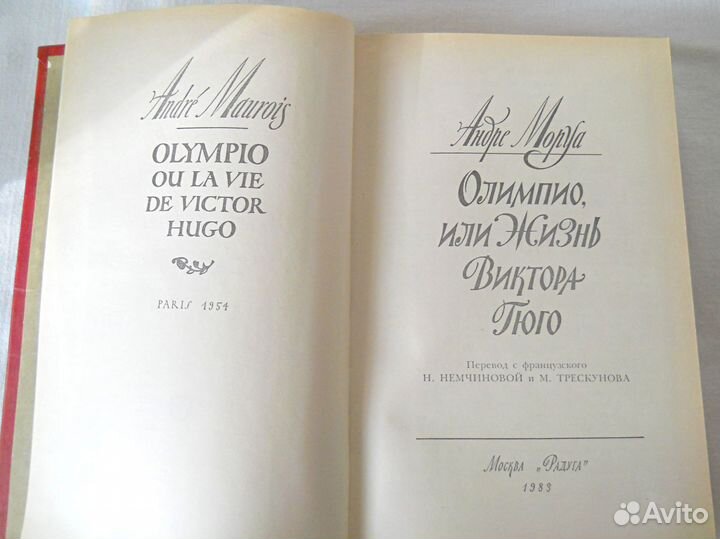 André Maurois
OLYMPIO
OU LA VIE
DE VICTOR
HUGO
PARIS 1954
Андре Моруа
Олимпио,
или Жизнь
Виктора
Гюго
Перевод с французского
Н. НЕМЧИНОВОЙ и М. ТРЕСКУНОВА
Москва „Радуга”
1983
Avito